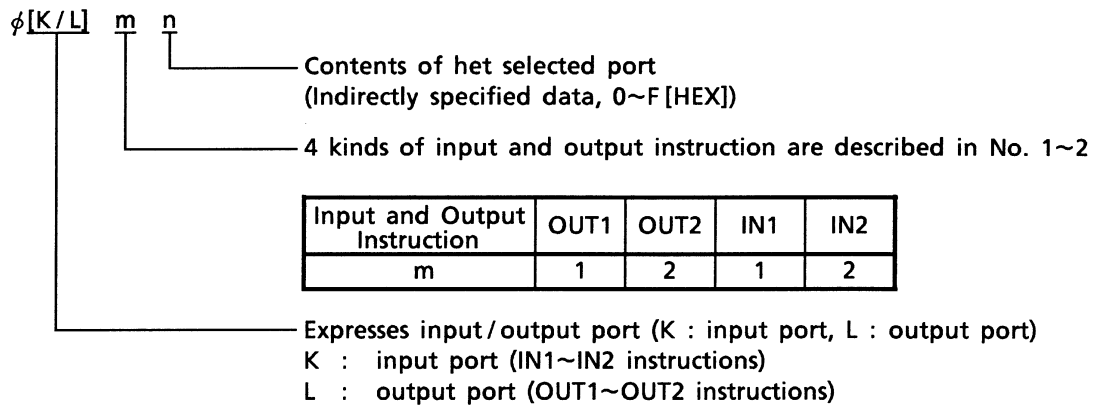 ϕ[K/L] m n
Contents of het selected port
(Indirectly specified data, 0~F[HEX])
4 kinds of input and output instruction are described in No. 1~2
Input and Output Instruction OUT1 OUT2 IN1 IN2
m 1 2 1 2
Expresses input/output port (K : input port, L : output port)
K : input port (IN1~IN2 instructions)
L : output port (OUT1~OUT2 instructions)